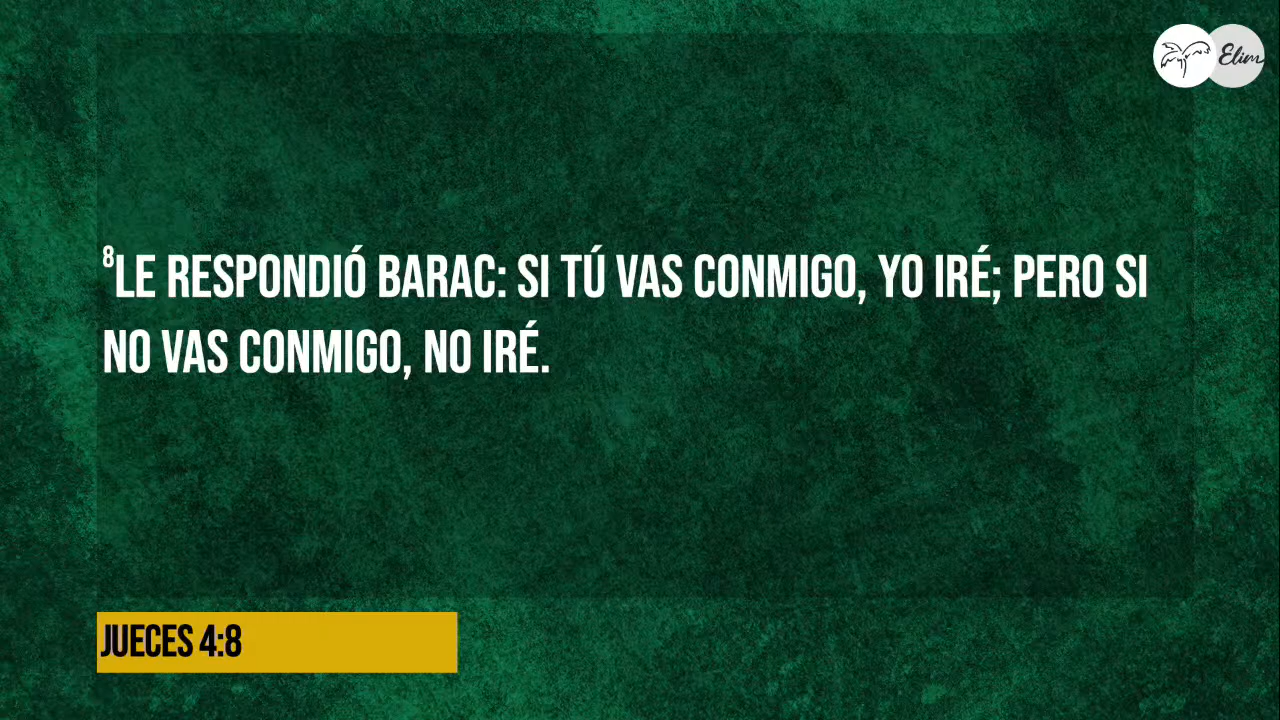 Elim
⁸LE RESPONDIÓ BARAC: SI TÚ VAS CONMIGO, YO IRÉ; PERO SI
NO VAS CONMIGO, NO IRÉ.
JUECES 4:8